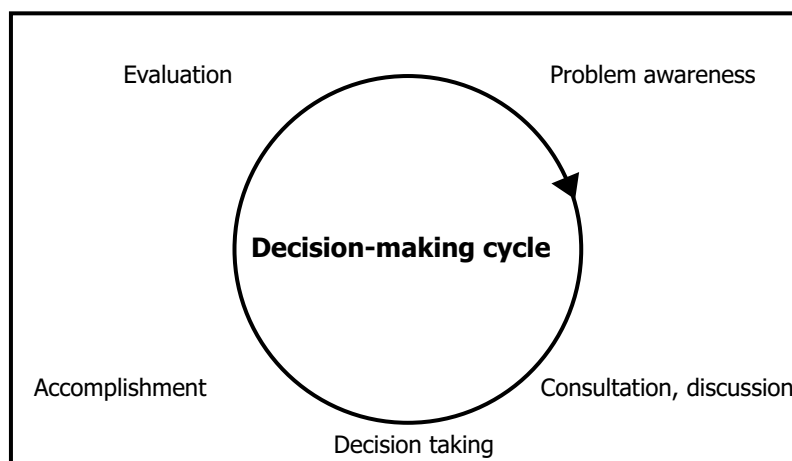 Evaluation
Problem awareness
Decision-making cycle
Accomplishment
Consultation, discussion
Decision taking